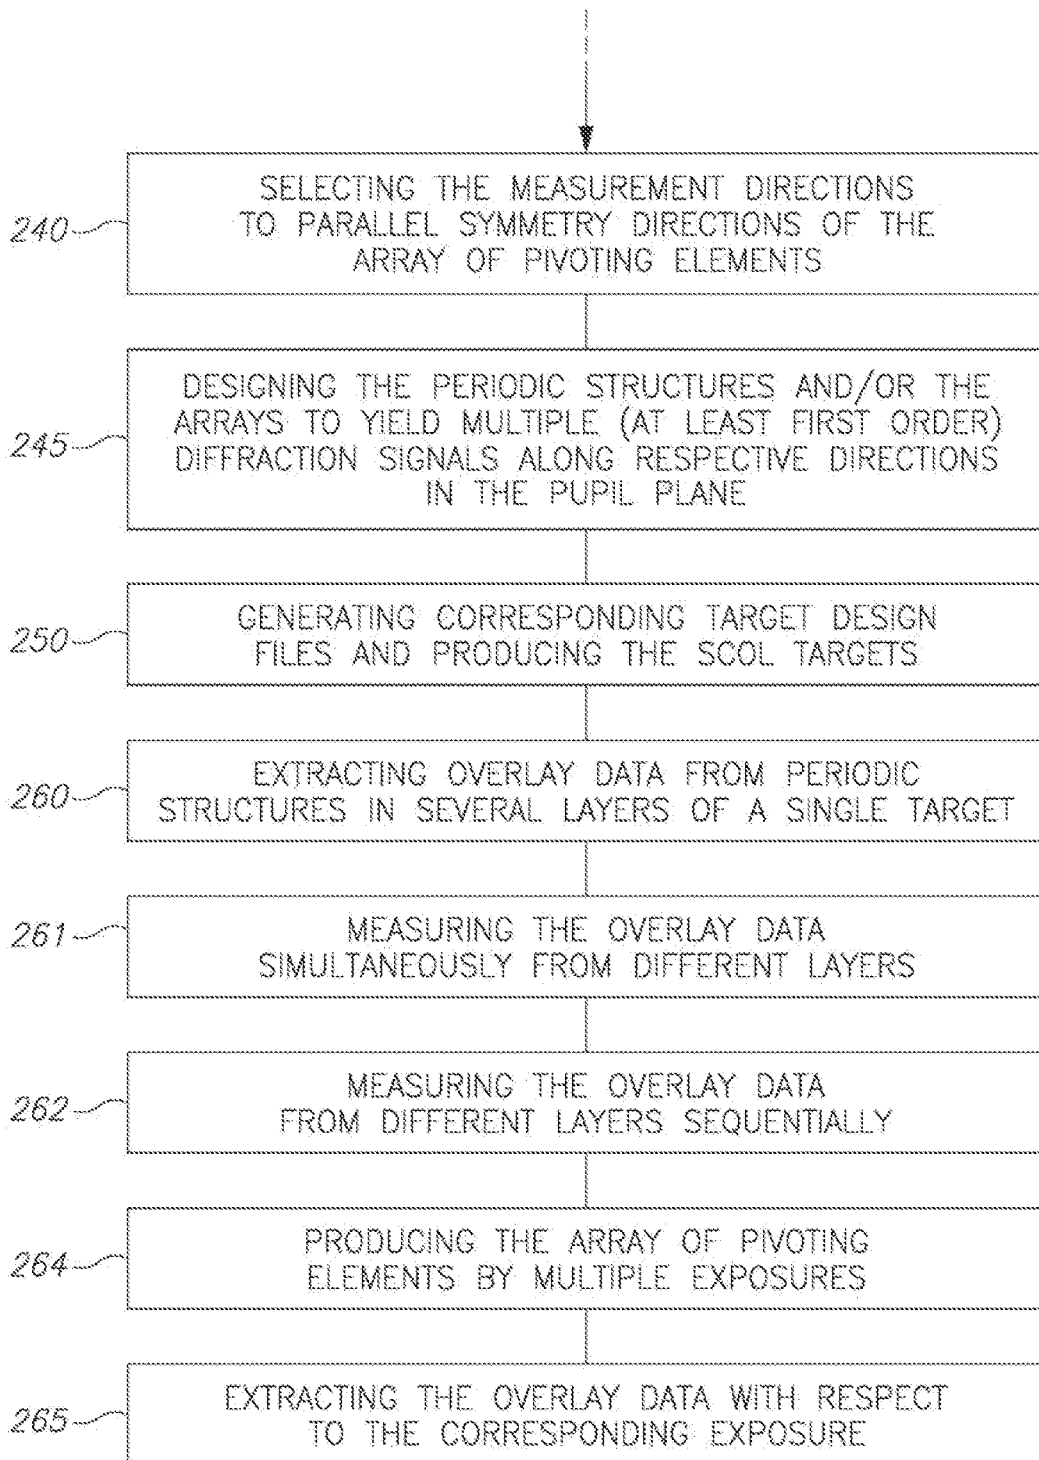 SELECTING THE MEASUREMENT DIRECTIONS
240
TO PARALLEL SYMMETRY DIRECTIONS OF THE
ARRAY OF PIVOTING ELEMENTS
DESIGNING THE PERIODIC STRUCTURES AND/OR THE
ARRAYS TO YIELD MULTIPLE (AT LEAST FIRST ORDER)
245
DIFFRACTION SIGNALS ALONG RESPECTIVE DIRECTIONS
IN THE PUPIL PLANE
250
GENERATING CORRESPONDING TARGET DESIGN
FILES AND PRODUCING THE SCOL TARGETS
260
EXTRACTING OVERLAY DATA FROM PERIODIC
STRUCTURES IN SEVERAL LAYERS OF A SINGLE TARGET
261
MEASURING THE OVERLAY DATA
SIMULTANEOUSLY FROM DIFFERENT LAYERS
262
MEASURING THE OVERLAY DATA
FROM DIFFERENT LAYERS SEQUENTIALLY
264
PRODUCING THE ARRAY OF PIVOTING
ELEMENTS BY MULTIPLE EXPOSURES
265
EXTRACTING THE OVERLAY DATA WITH RESPECT
TO THE CORRESPONDING EXPOSURE